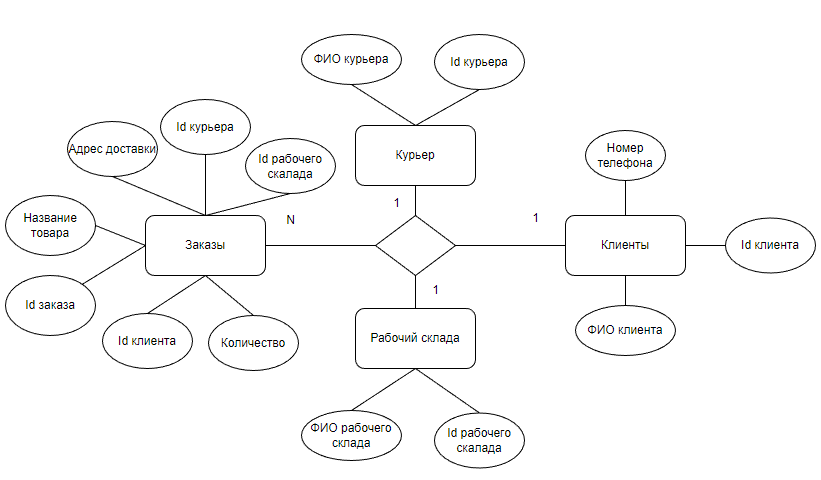 ФИО курьера
Id курьера
Id курьера
Адрес доставки
Id рабочего
скалада
Курьер
Номер
телефона
1
Название
товара
N
1
Заказы
Клиенты
Id клиента
Id заказа
1
Id клиента
Количество
Рабочий склада
ФИО клиента
ФИО рабочего
склада
Id рабочего
скалада